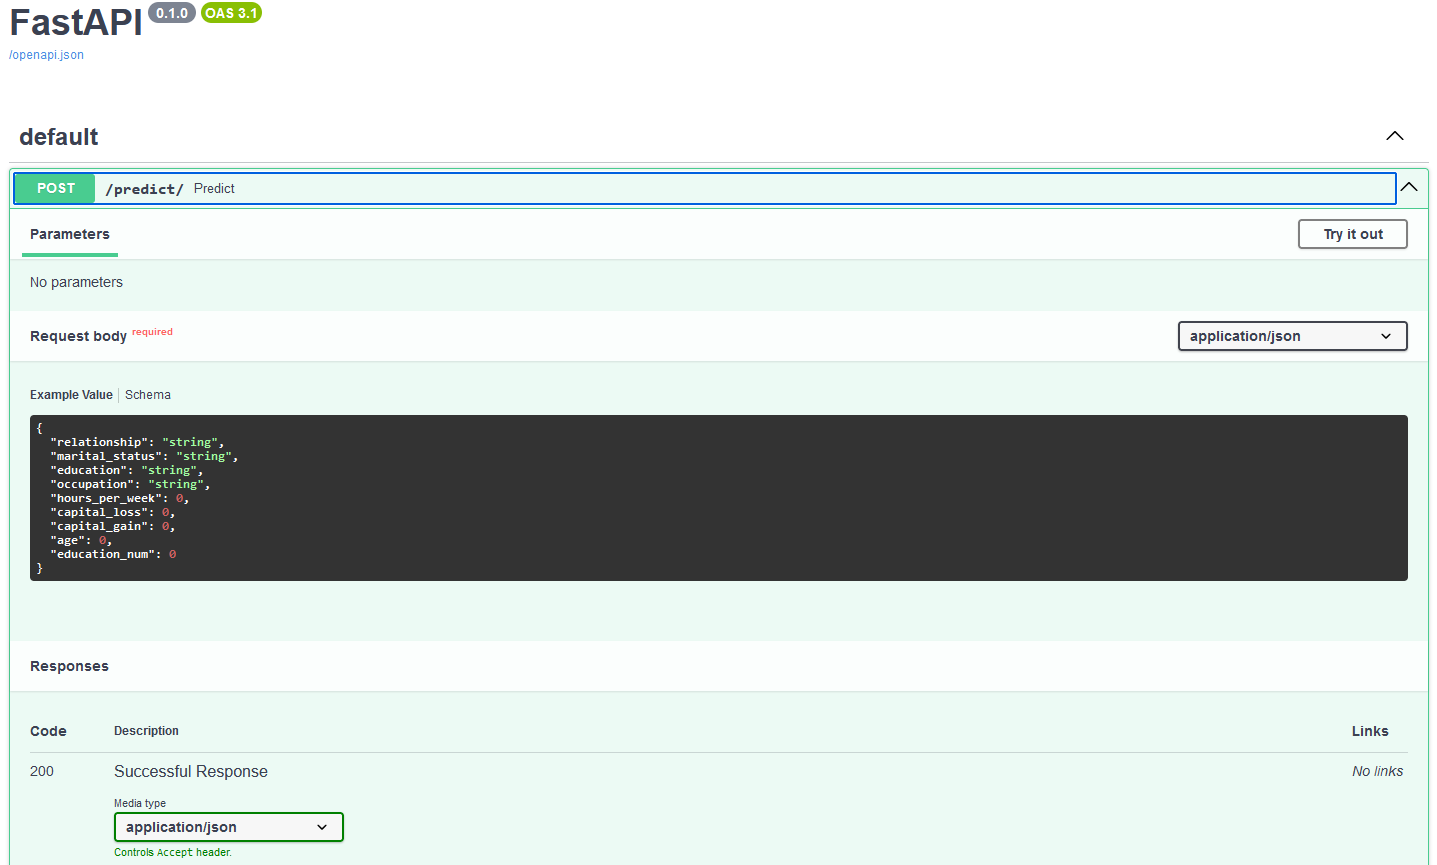 FastAPI 0.1.0 OAS 3.1
/openapi.json
default
POST /predict/ Predict
Parameters Try it out
No parameters
Request body required application/json
Example Value Schema
{
  "relationship": "string",
  "marital_status": "string",
  "education": "string",
  "occupation": "string",
  "hours_per_week": 0,
  "capital_loss": 0,
  "capital_gain": 0,
  "age": 0,
  "education_num": 0
}
Responses
Code Description Links
200 Successful Response No links
Media type
application/json
Controls Accept header.